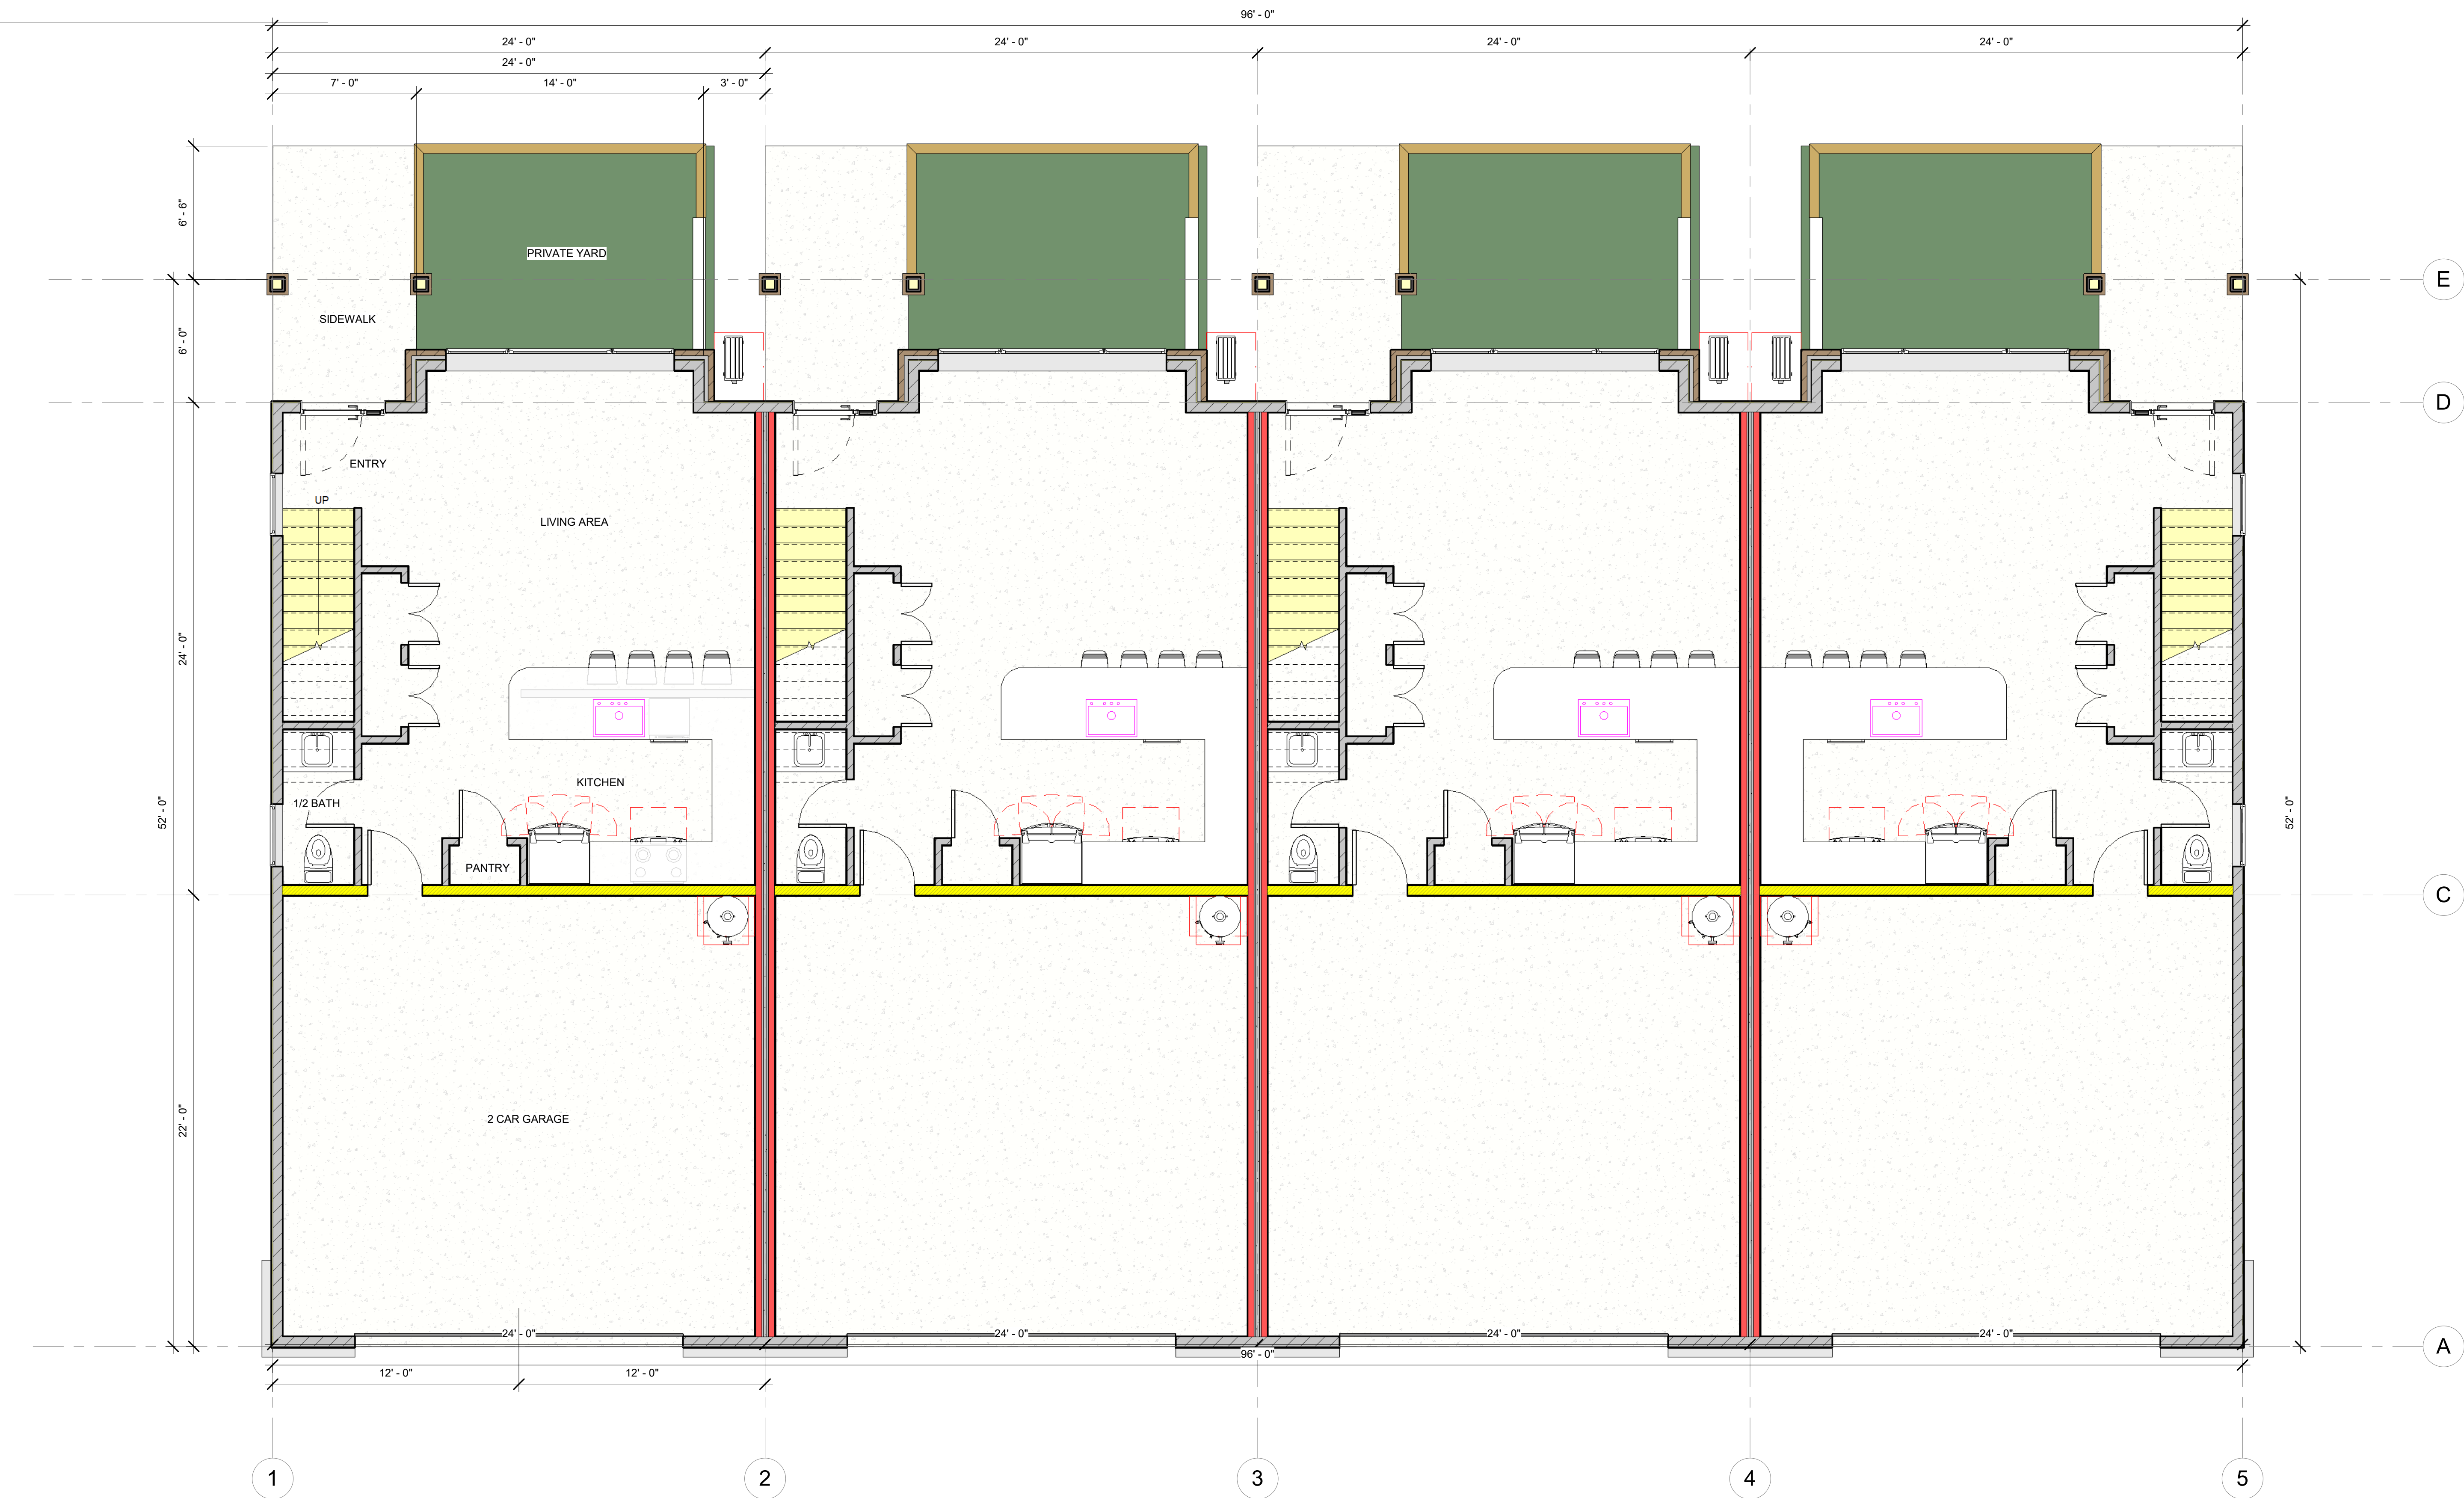 96' - 0"
24' - 0"
24' - 0"
24' - 0"
24' - 0"
24' - 0"
7' - 0"
14' - 0"
3' - 0"
6' - 6"
PRIVATE YARD
E
SIDEWALK
6' - 0"
D
ENTRY
UP
LIVING AREA
24' - 0"
KITCHEN
1/2 BATH
52' - 0"
52' - 0"
PANTRY
C
22' - 0"
2 CAR GARAGE
24' - 0"
24' - 0"
24' - 0"
24' - 0"
A
96' - 0"
12' - 0"
12' - 0"
1
2
3
4
5